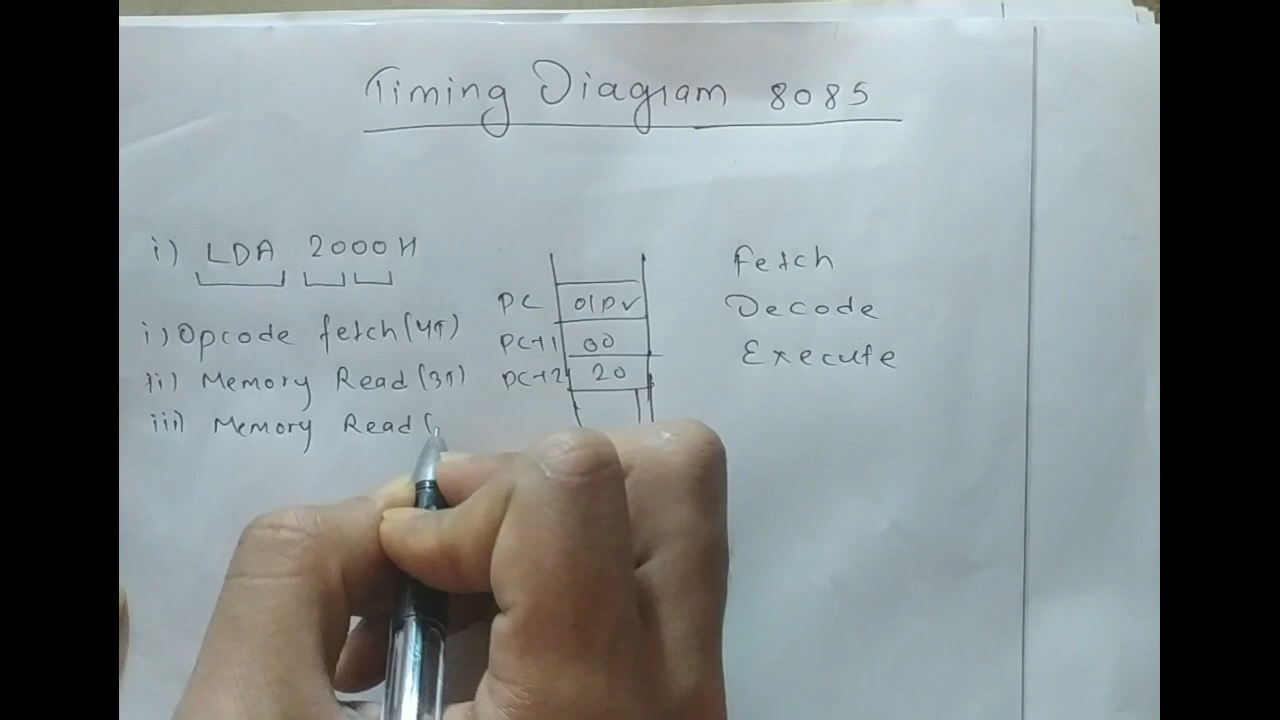 Timing Diagram 8085
i) LDA 2000H
i) Opcode fetch (4T)
ii) Memory Read (3T)
iii) Memory Read (
PC
PC+1 00
PC+2 20
Fetch
Decode
Execute